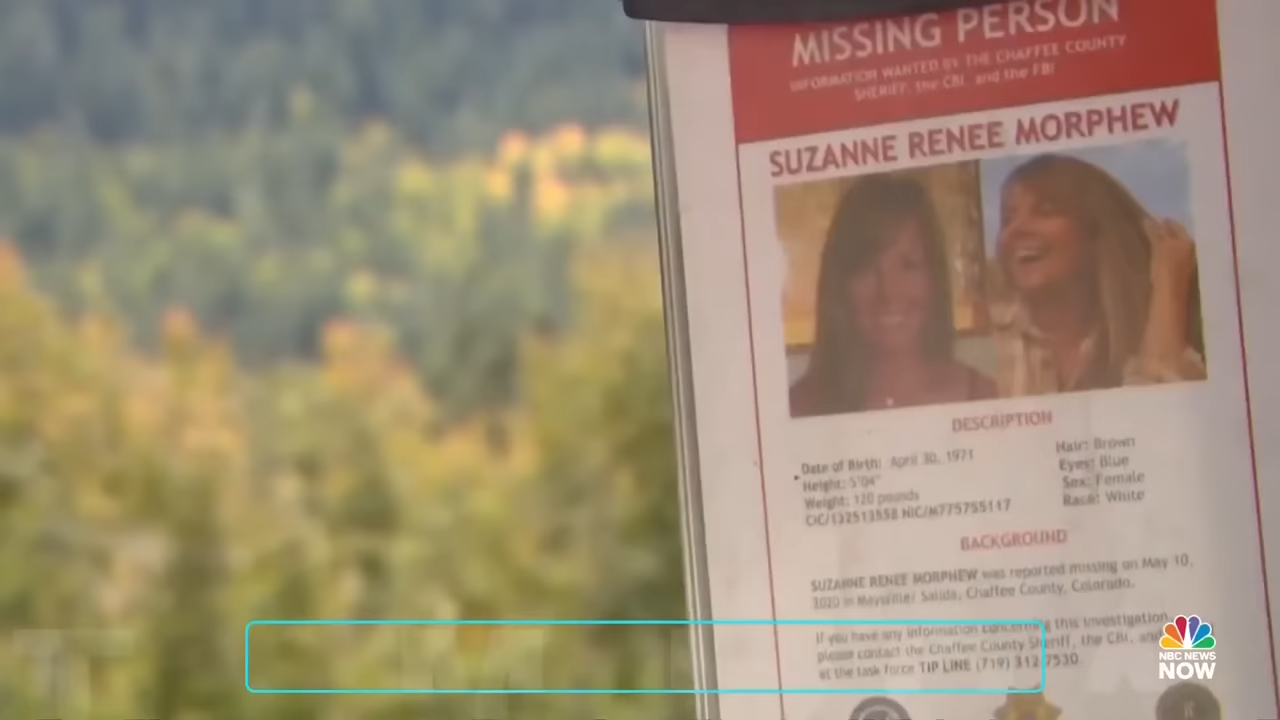 MISSING PERSON
INFORMATION WANTED BY THE CHAFFEE COUNTY
SHERIFF, the CBI, and the FBI
SUZANNE RENEE MORPHEW
DESCRIPTION
Date of Birth: April 30, 1971
Height: 5'04"
Weight: 120 pounds
CIC/132513558 NIC/M775755117
Hair: Brown
Eyes: Blue
Sex: Female
Race: White
BACKGROUND
SUZANNE RENEE MORPHEW was reported missing on May 10,
2020 in Maysville/ Salida, Chaffee County, Colorado.
If you have any information concerning this investigation
please contact the Chaffee County Sheriff, the CBI, and
at the task force TIP LINE (719) 312-7530.
NBC NEWS
NOW